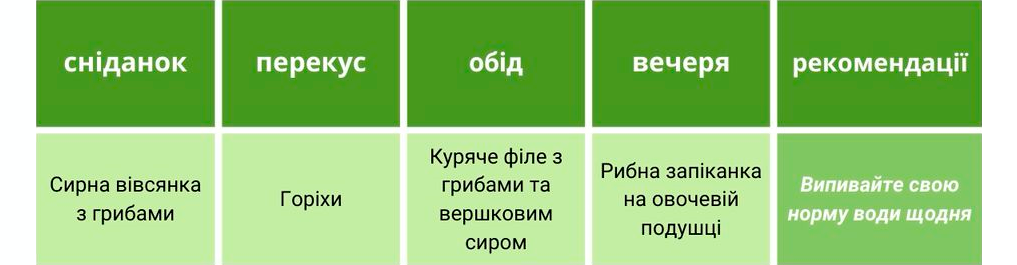 сніданок
перекус
обід
вечеря
рекомендації
Сирна вівсянка
з грибами
Горіхи
Куряче філе з
грибами та
вершковим
сиром
Рибна запіканка
на овочевій
подушці
Випивайте свою
норму води щодня